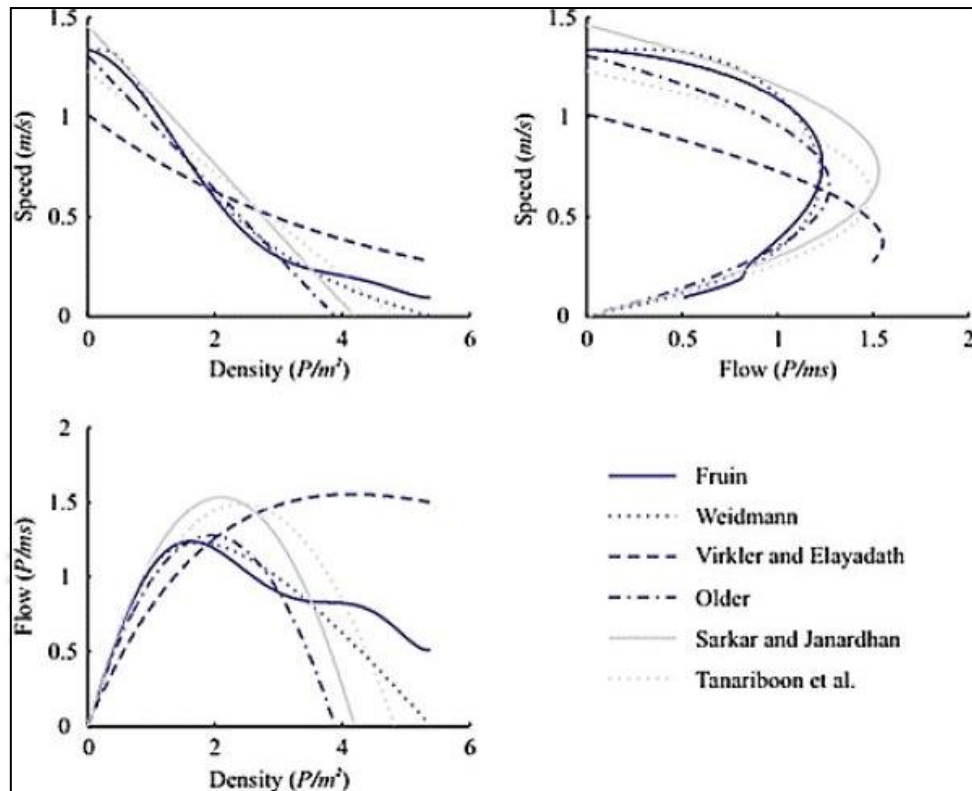 1.5
1
0.5
0
Speed (m/s)
0 2 4 6
Density (P/m²)
1.5
1
0.5
0
Speed (m/s)
0 0.5 1 1.5 2
Flow (P/ms)
2
1.5
1
0.5
0
Flow (P/ms)
0 2 4 6
Density (P/m²)
Fruin
Weidmann
Virkler and Elayadath
Older
Sarkar and Janardhan
Tanariboon et al.